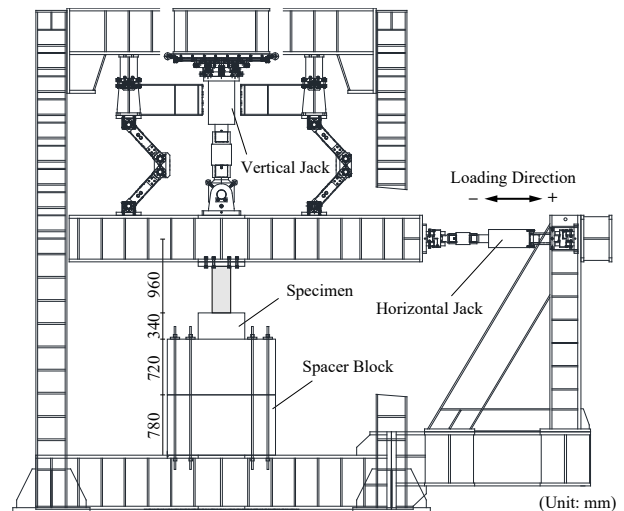 Vertical Jack
Loading Direction
− +
Horizontal Jack
960
Specimen
340
720
Spacer Block
780
(Unit: mm)